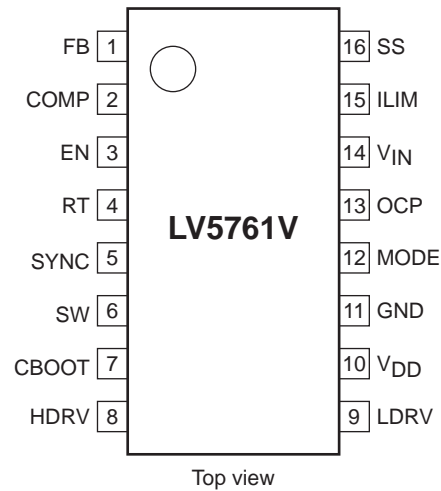 FB 1
COMP 2
EN 3
RT 4
SYNC 5
SW 6
CBOOT 7
HDRV 8
LV5761V
16 SS
15 ILIM
14 VIN
13 OCP
12 MODE
11 GND
10 VDD
9 LDRV
Top view